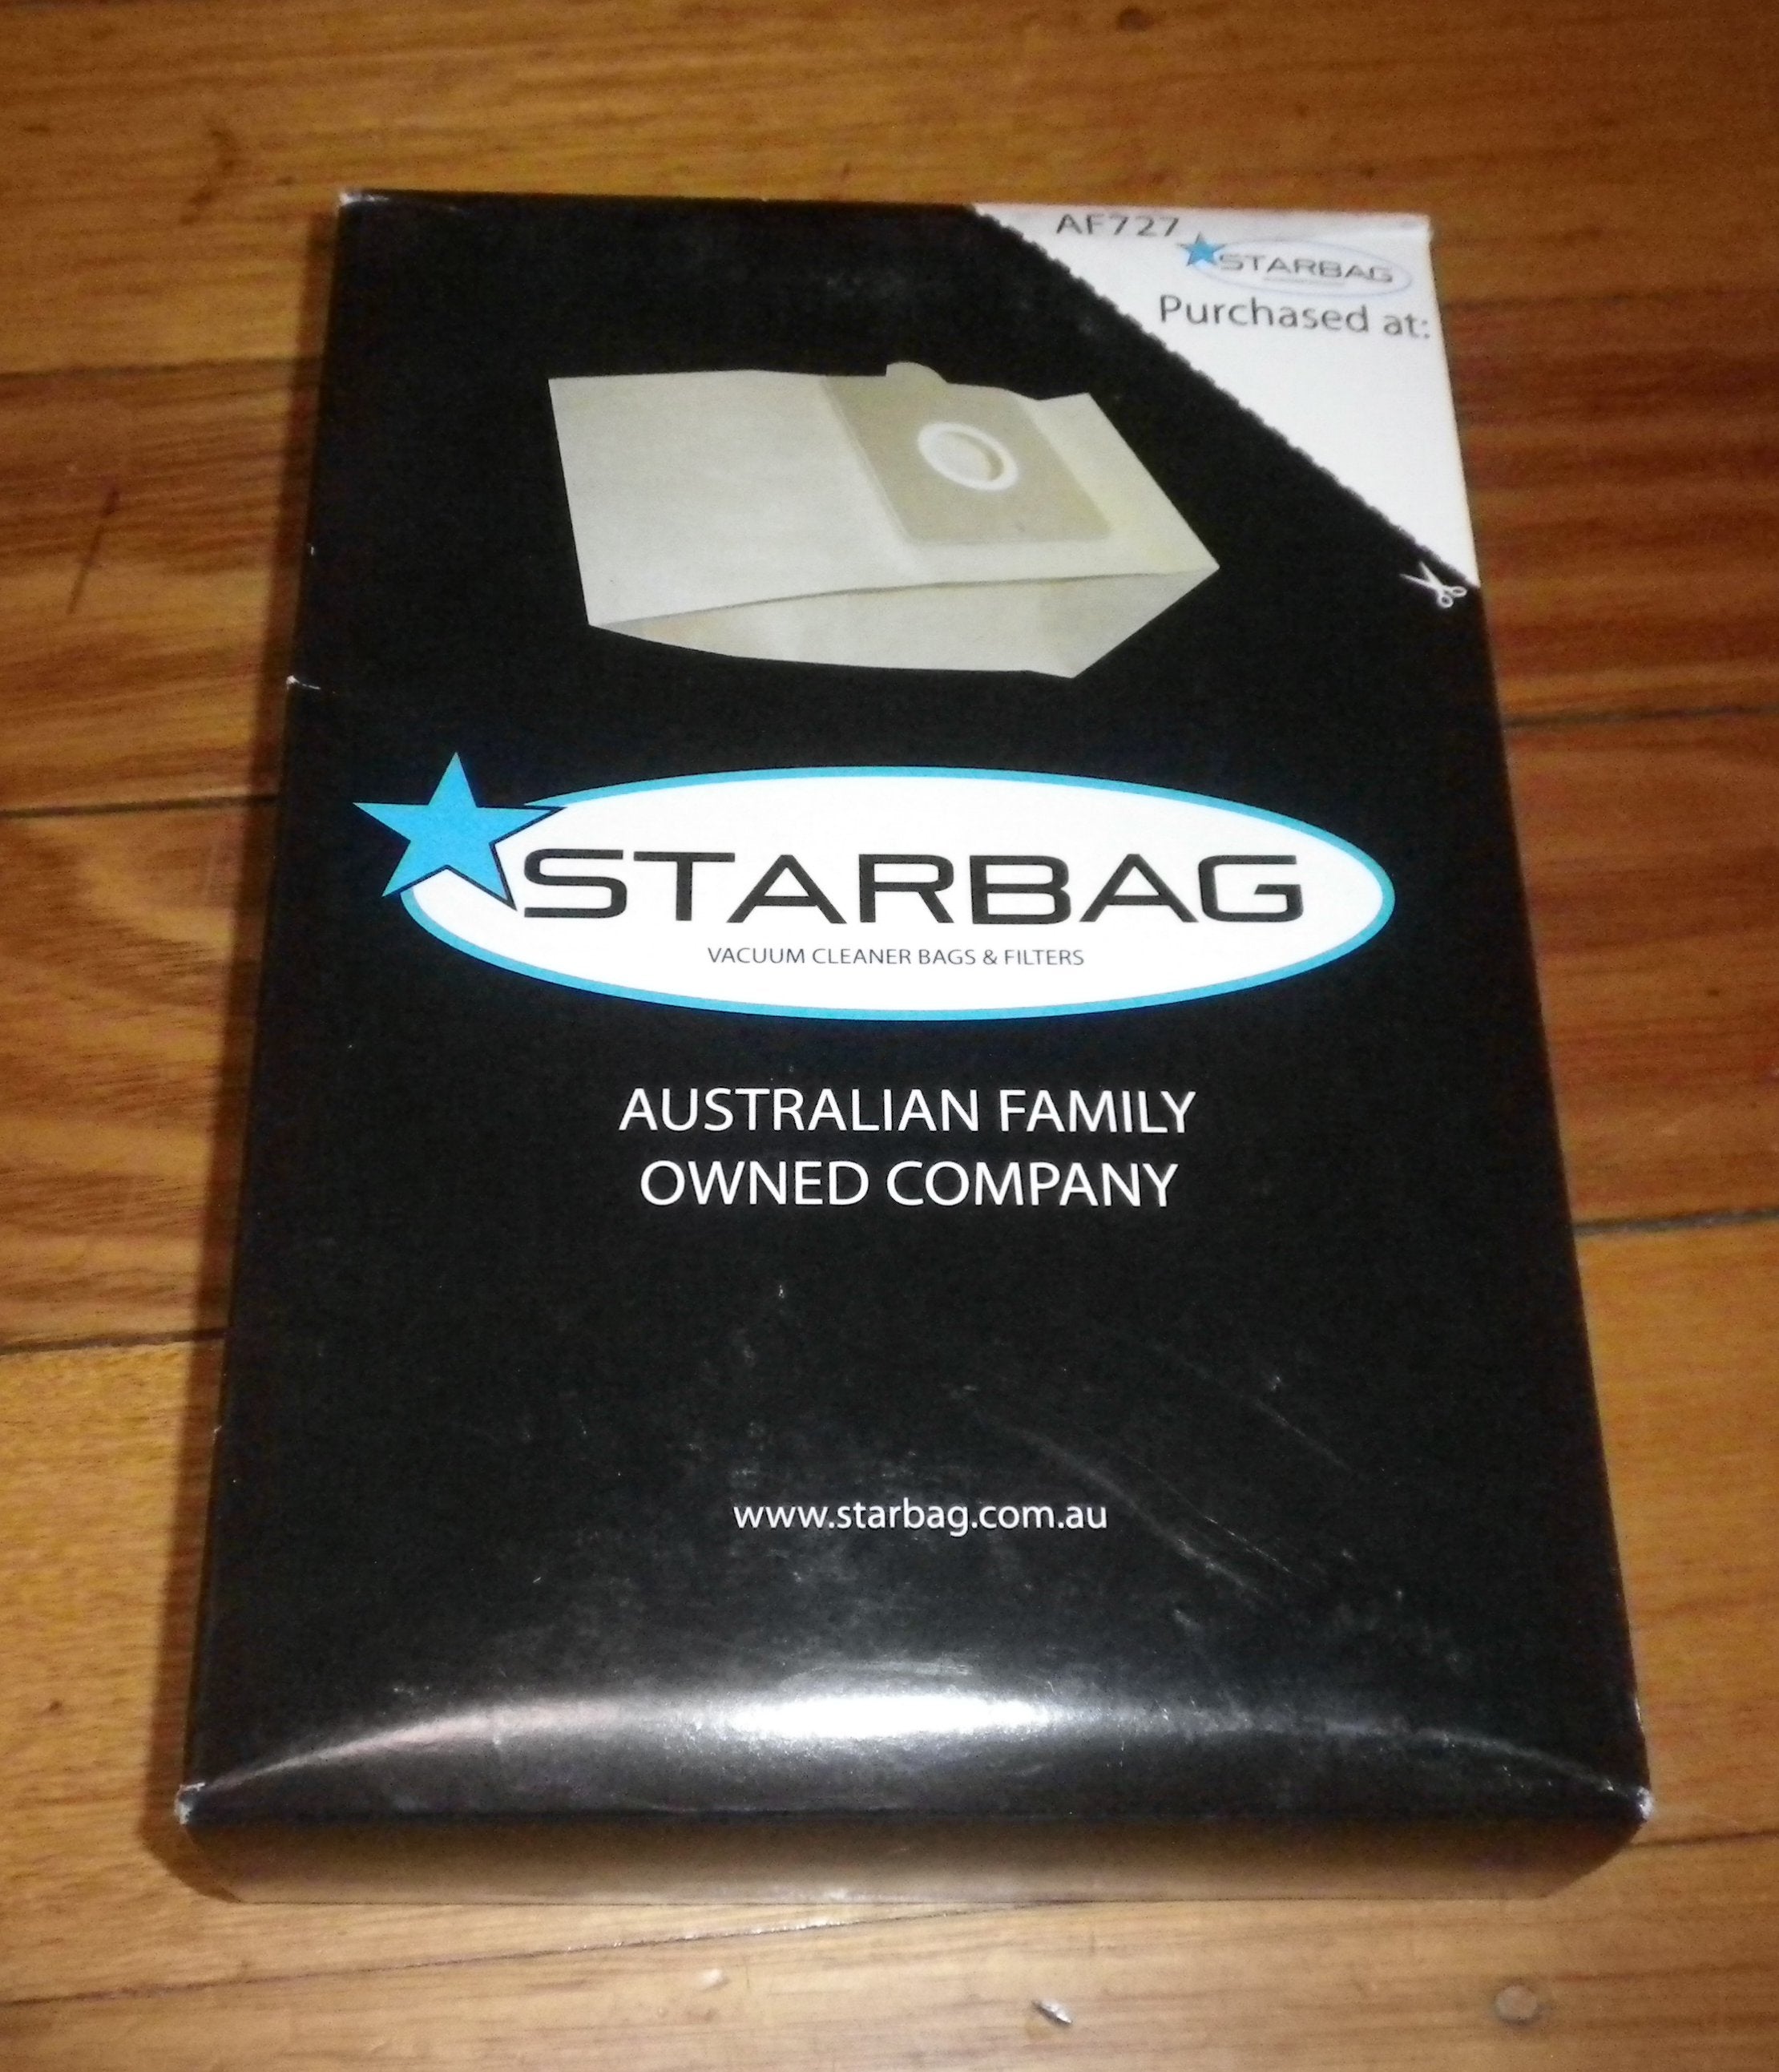 AF727
STARBAG
Purchased at:
STARBAG
VACUUM CLEANER BAGS & FILTERS
AUSTRALIAN FAMILY
OWNED COMPANY
www.starbag.com.au